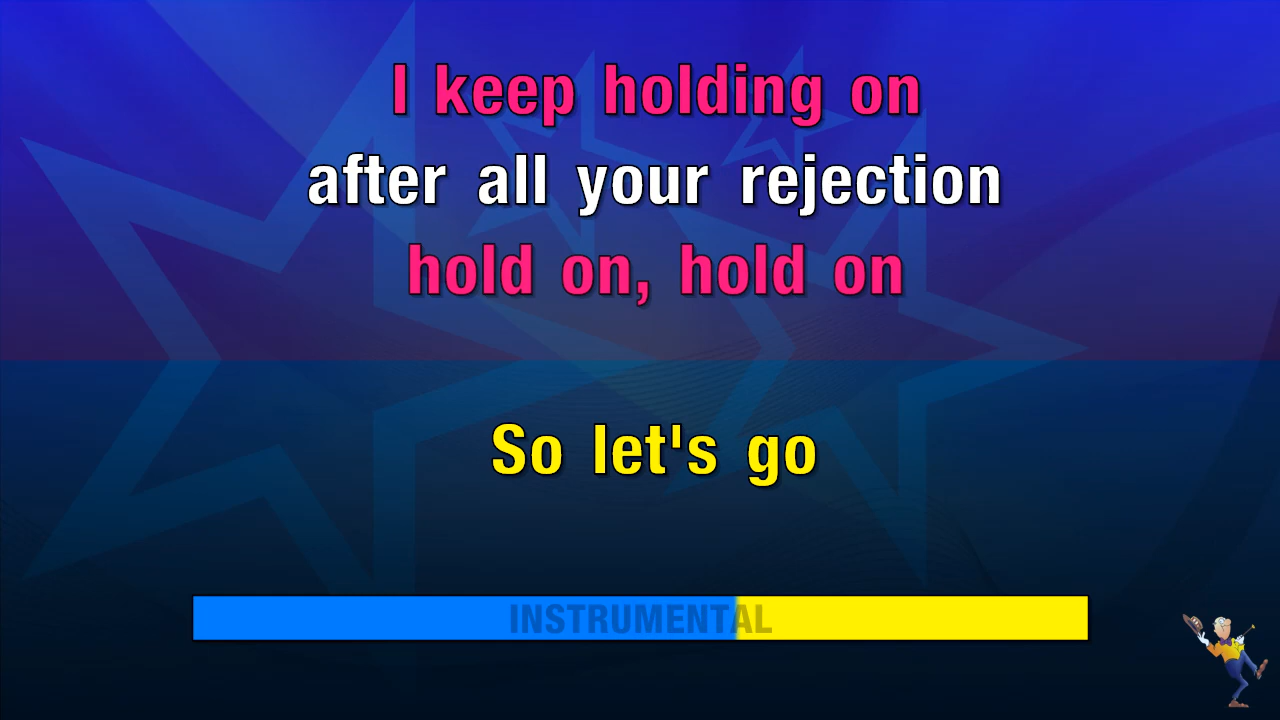 I keep holding on
after all your rejection
hold on, hold on
So let's go
INSTRUMENTAL